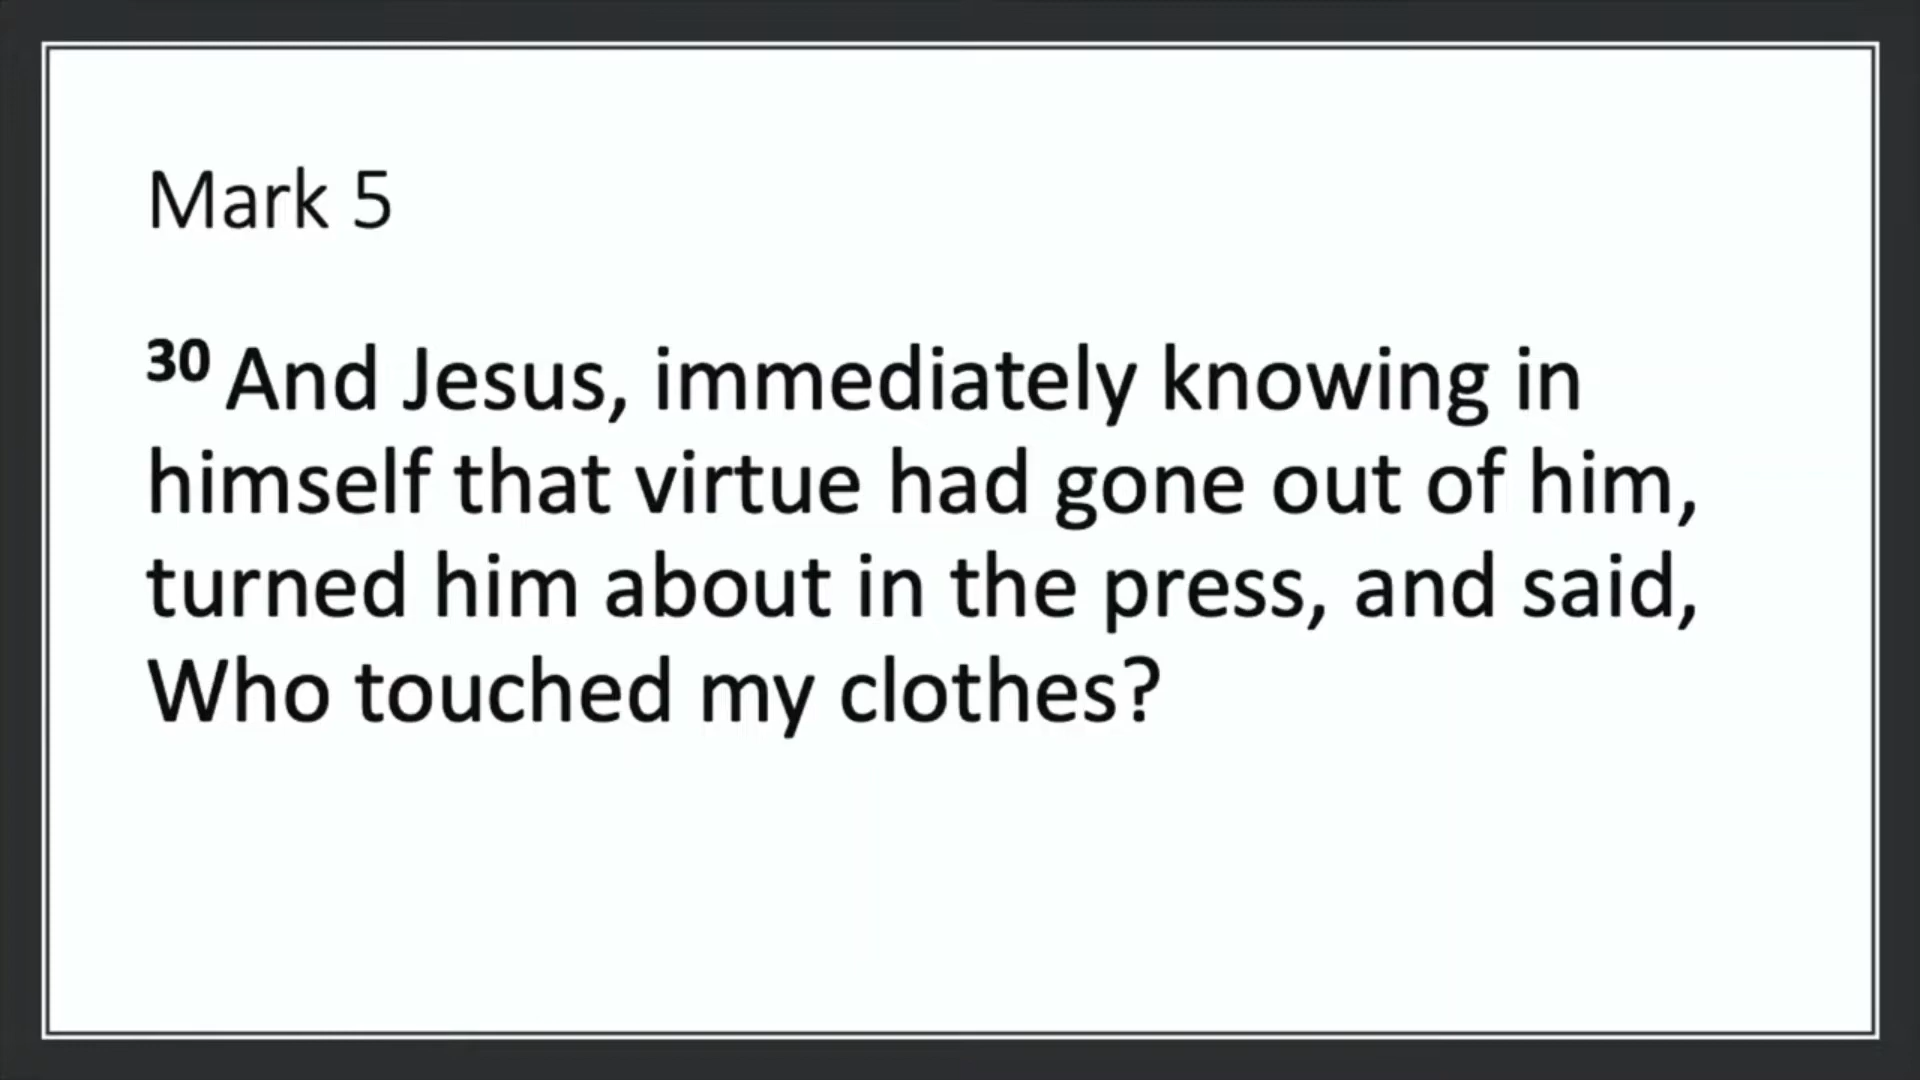 Mark 5
30 And Jesus, immediately knowing in
himself that virtue had gone out of him,
turned him about in the press, and said,
Who touched my clothes?